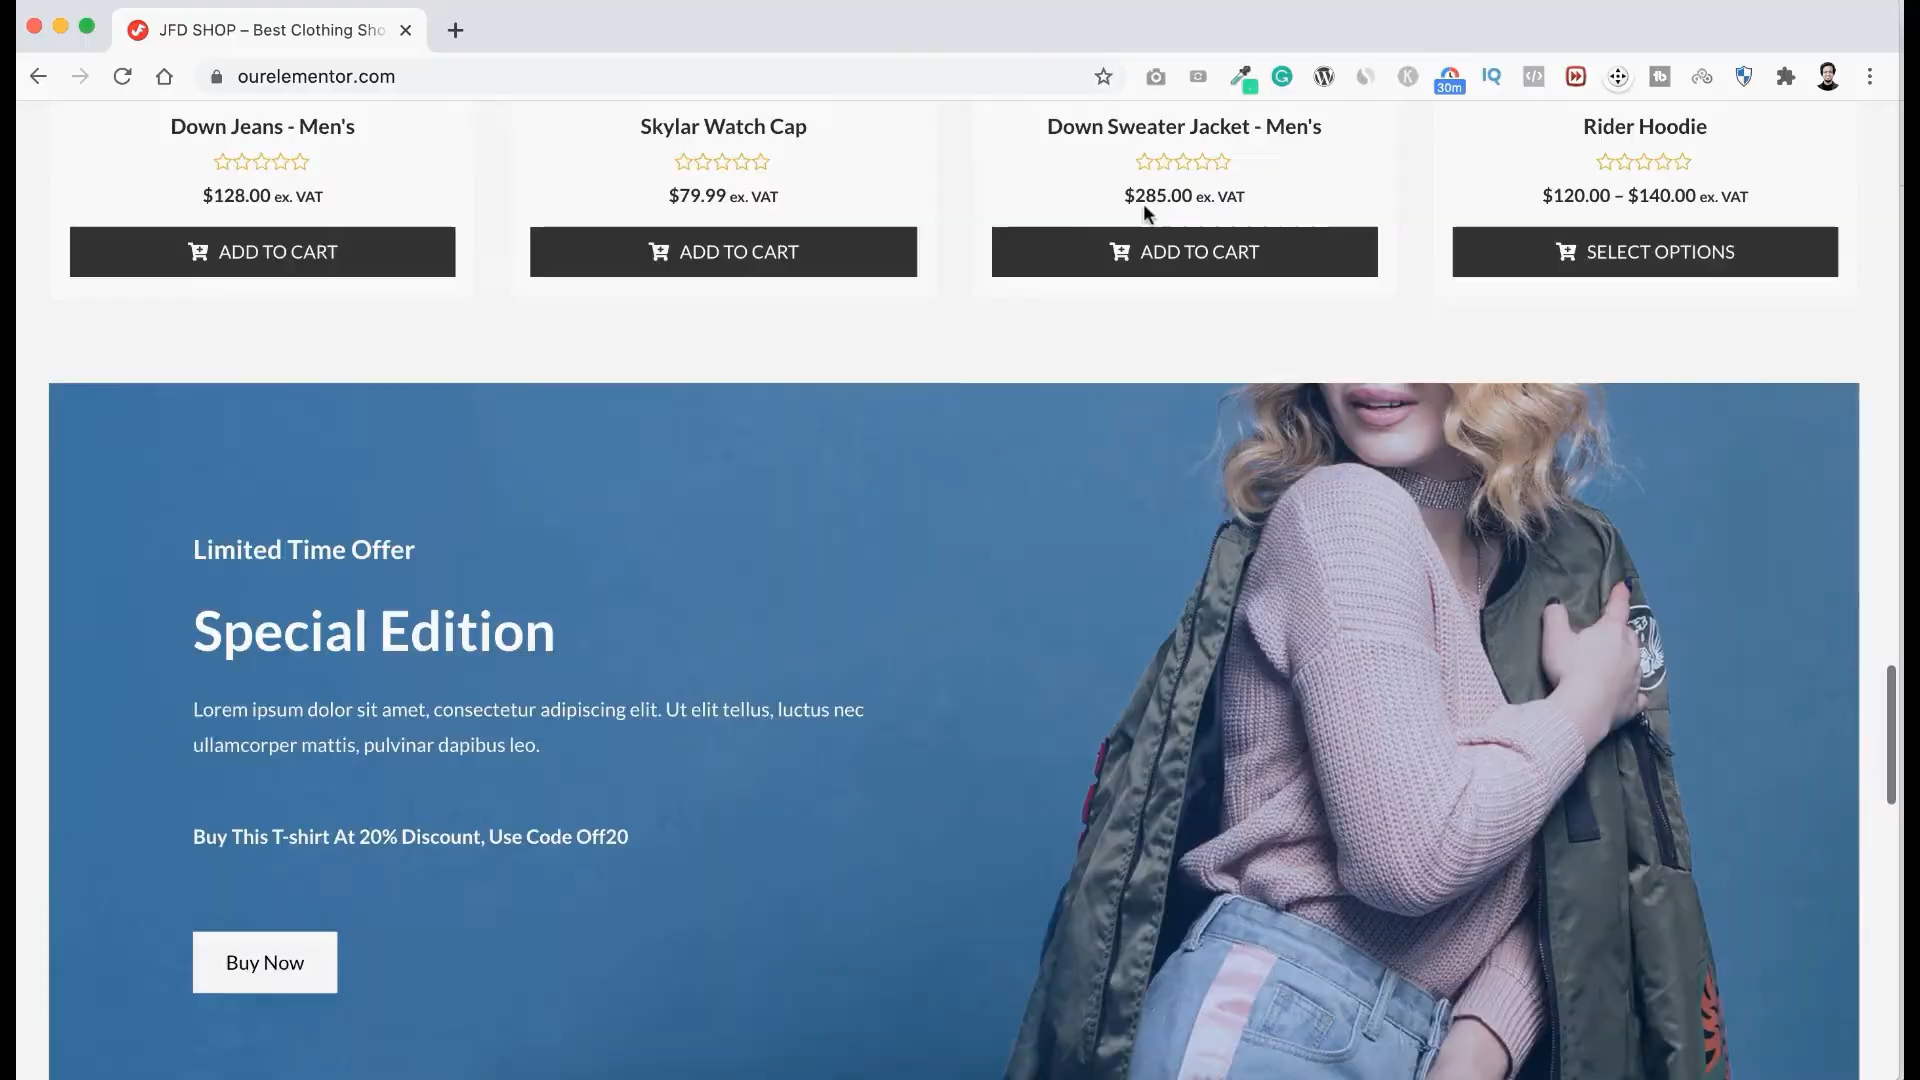 JFD SHOP – Best Clothing Sho
ourelementor.com
30m
IQ
Down Jeans - Men's
$128.00 ex. VAT
ADD TO CART
Skylar Watch Cap
$79.99 ex. VAT
ADD TO CART
Down Sweater Jacket - Men's
$285.00 ex. VAT
ADD TO CART
Rider Hoodie
$120.00 – $140.00 ex. VAT
SELECT OPTIONS
Limited Time Offer
Special Edition
Lorem ipsum dolor sit amet, consectetur adipiscing elit. Ut elit tellus, luctus nec
ullamcorper mattis, pulvinar dapibus leo.
Buy This T-shirt At 20% Discount, Use Code Off20
Buy Now